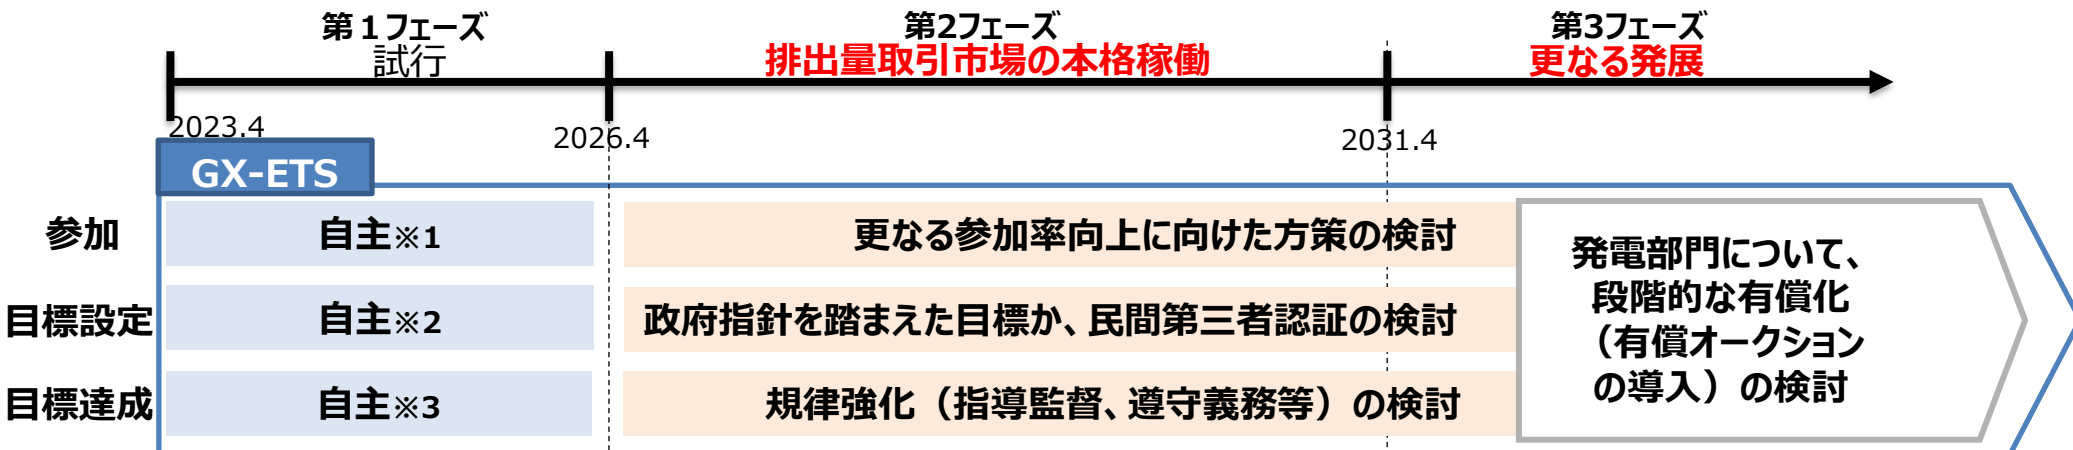 第１フェーズ
試行
第2フェーズ
排出量取引市場の本格稼働
第3フェーズ
更なる発展
2023.4
2026.4
2031.4
GX-ETS
参加
自主※1
更なる参加率向上に向けた方策の検討
目標設定
自主※2
政府指針を踏まえた目標か、民間第三者認証の検討
目標達成
自主※3
規律強化（指導監督、遵守義務等）の検討
発電部門について、
段階的な有償化
（有償オークション
の導入）の検討